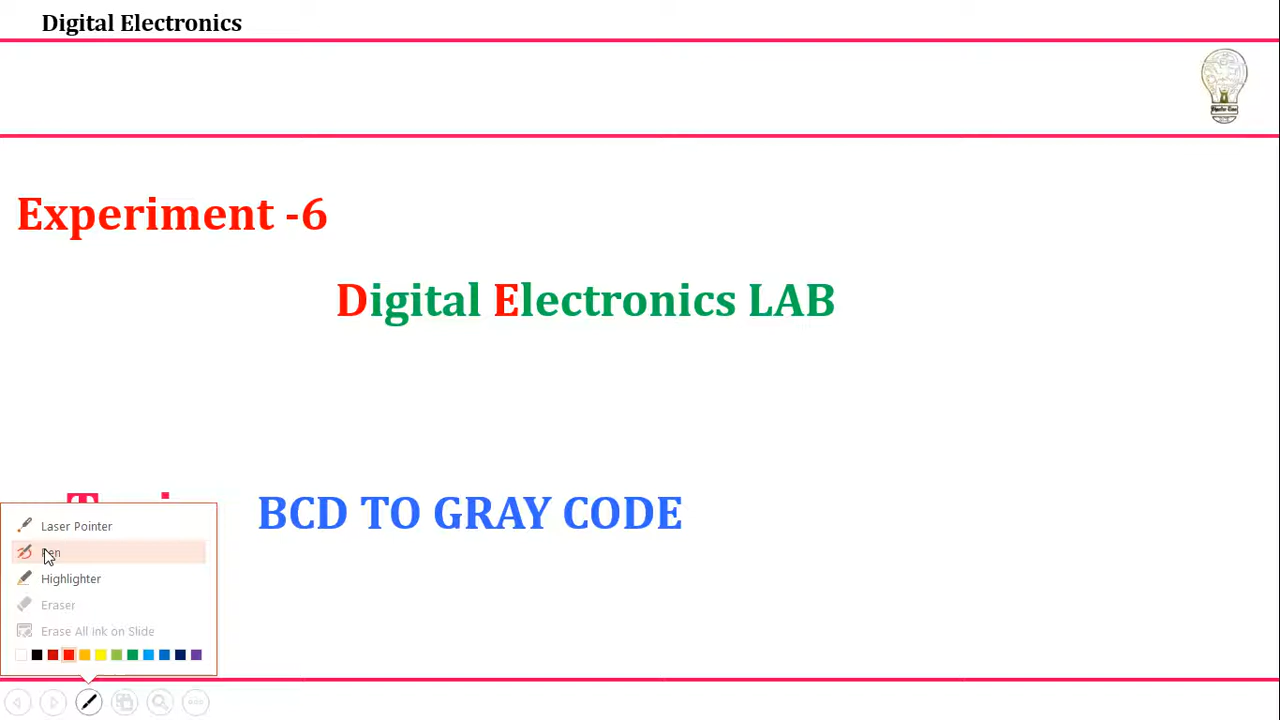 Digital Electronics
Experiment -6
Digital Electronics LAB
BCD TO GRAY CODE
Laser Pointer
Pen
Highlighter
Eraser
Erase All Ink on Slide